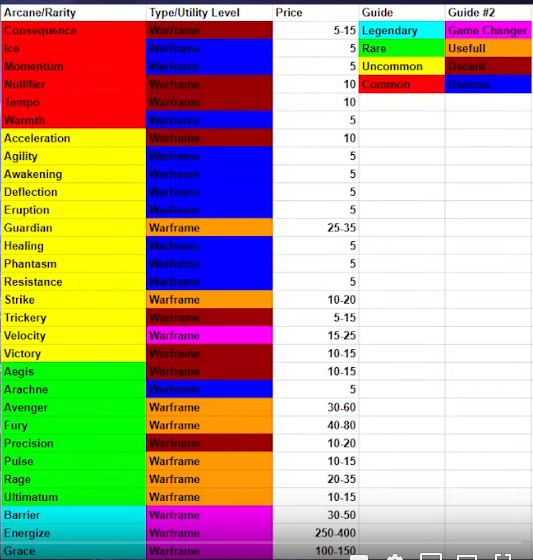 Arcane/Rarity Type/Utility Level Price Guide Guide #2
Consequence Warframe 5-15 Legendary Game Changer
Ice Warframe 5 Rare Usefull
Momentum Warframe 5 Uncommon Decent
Nullifier Warframe 10 Common Useless
Tempo Warframe 10
Warmth Warframe 5
Acceleration Warframe 10
Agility Warframe 5
Awakening Warframe 5
Deflection Warframe 5
Eruption Warframe 5
Guardian Warframe 25-35
Healing Warframe 5
Phantasm Warframe 5
Resistance Warframe 5
Strike Warframe 10-20
Trickery Warframe 5-15
Velocity Warframe 15-25
Victory Warframe 10-15
Aegis Warframe 10-15
Arachne Warframe 5
Avenger Warframe 30-60
Fury Warframe 40-80
Precision Warframe 10-20
Pulse Warframe 10-15
Rage Warframe 20-35
Ultimatum Warframe 10-15
Barrier Warframe 30-50
Energize Warframe 250-400
Grace Warframe 100-150